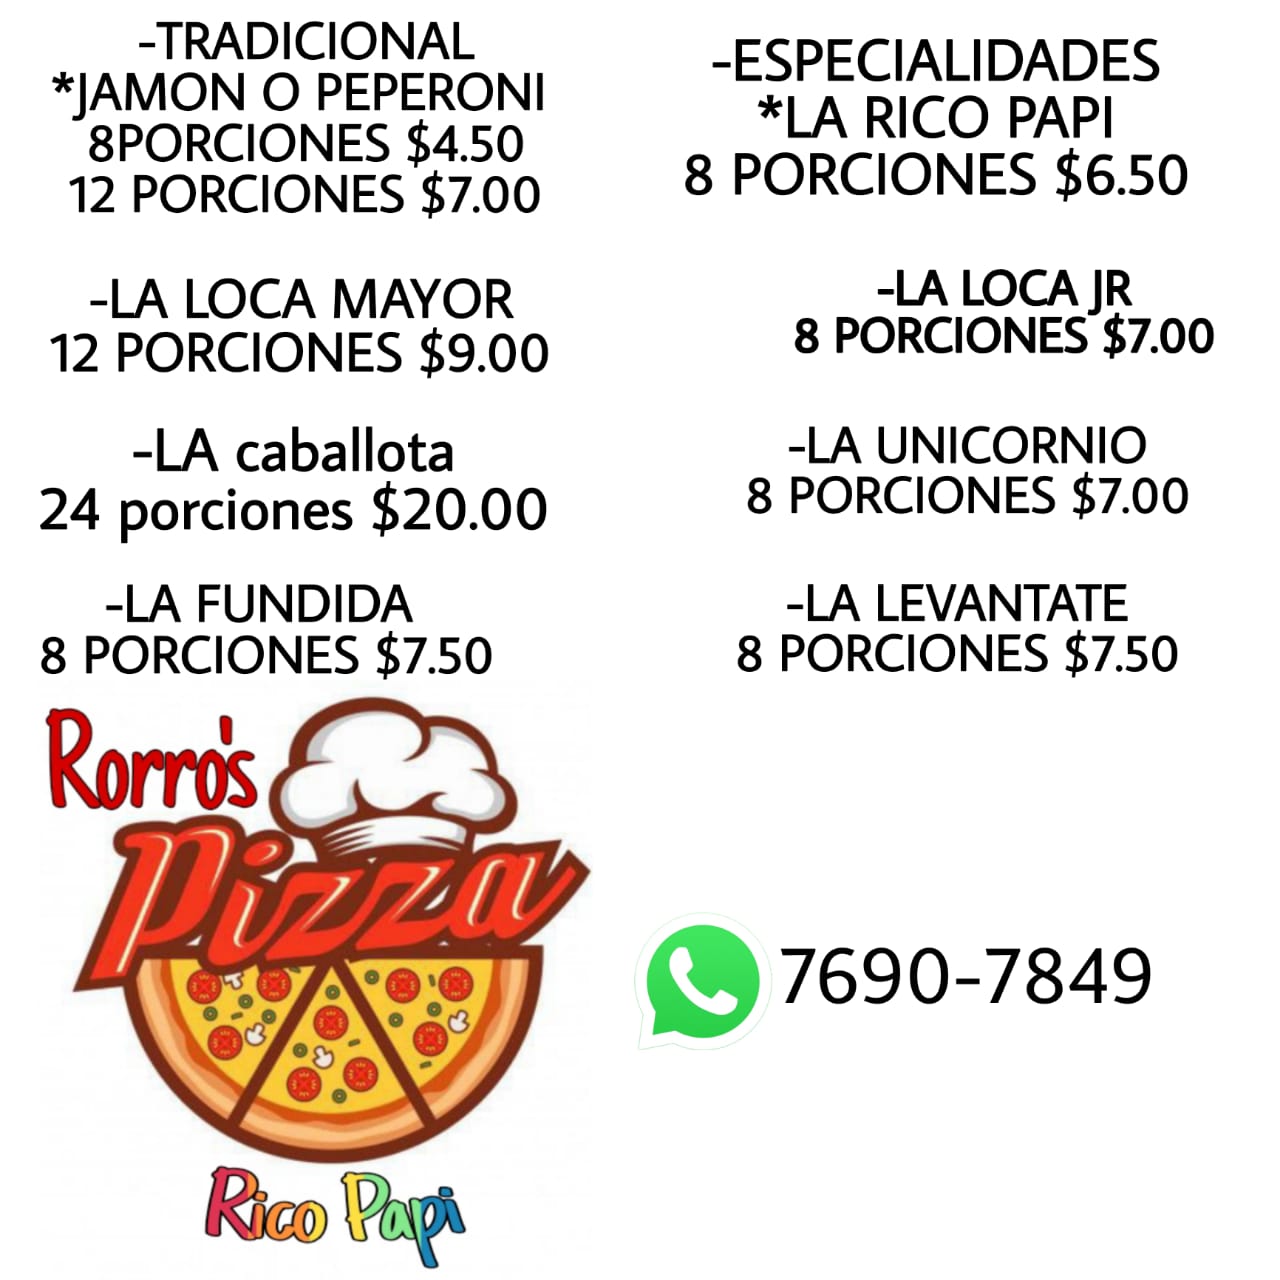 -TRADICIONAL
*JAMON O PEPERONI
8PORCIONES $4.50
12 PORCIONES $7.00
-LA LOCA MAYOR
12 PORCIONES $9.00
-LA caballota
24 porciones $20.00
-LA FUNDIDA
8 PORCIONES $7.50
-ESPECIALIDADES
*LA RICO PAPI
8 PORCIONES $6.50
-LA LOCA JR
8 PORCIONES $7.00
-LA UNICORNIO
8 PORCIONES $7.00
-LA LEVANTATE
8 PORCIONES $7.50
Rorro's
Pizza
Rico Papi
7690-7849